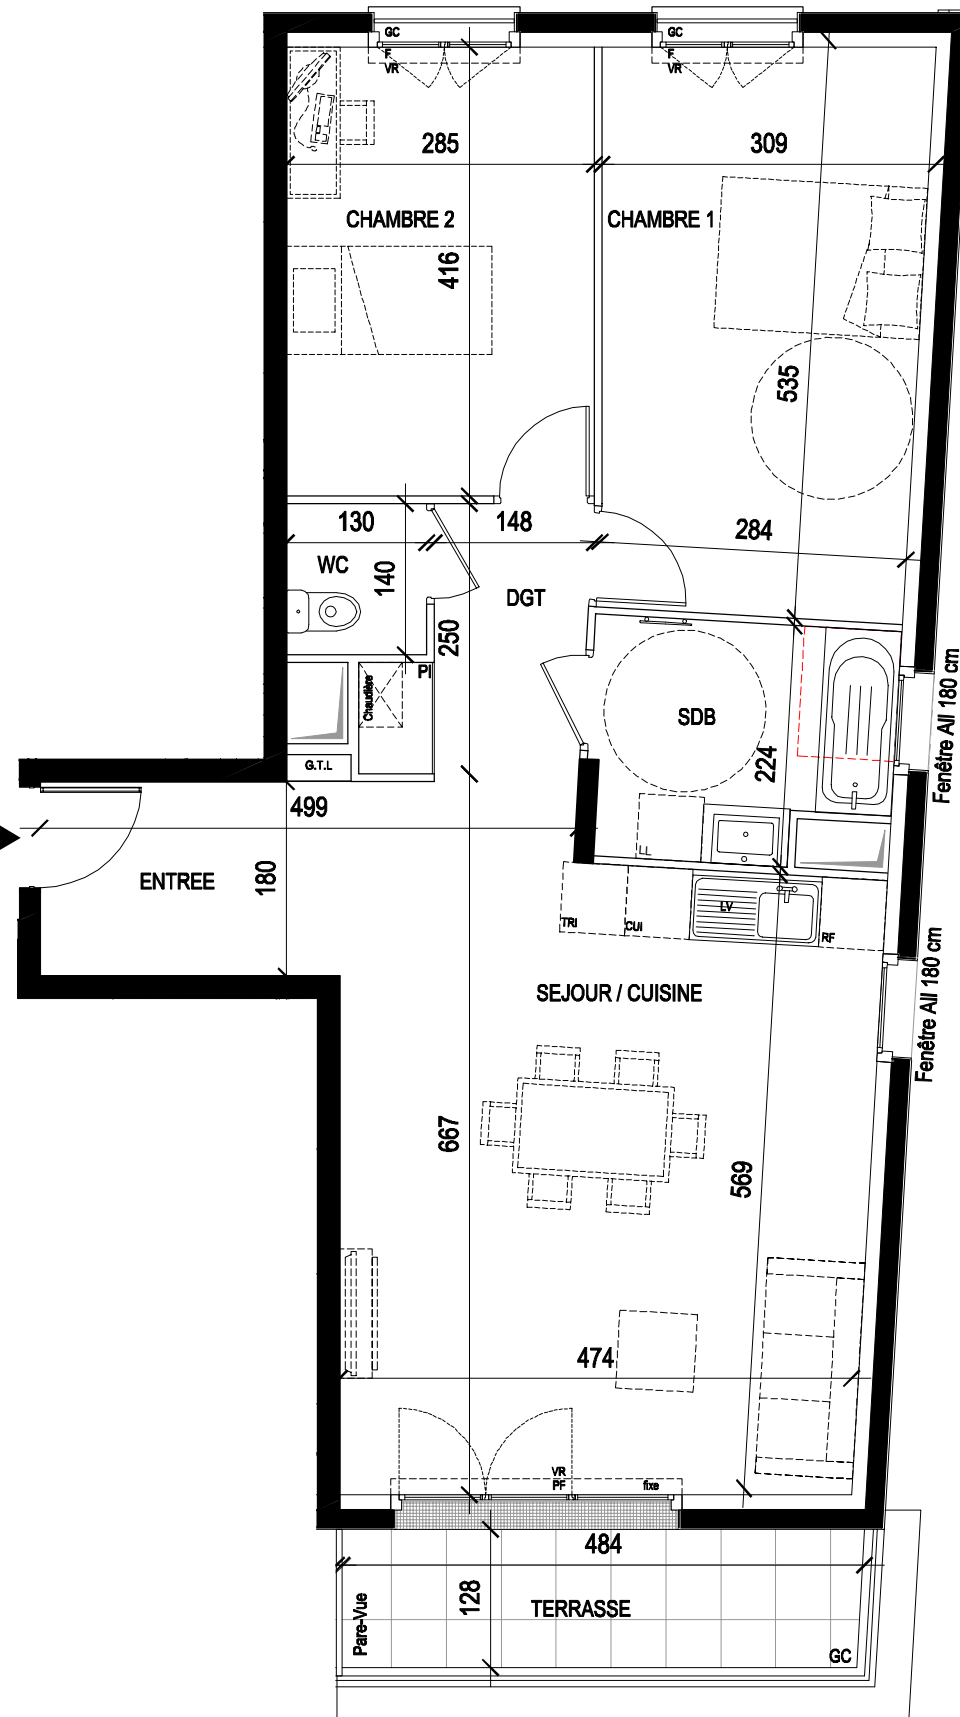 GC
F
VR
GC
F
VR
285
309
CHAMBRE 2
CHAMBRE 1
416
535
130
148
284
WC
140
DGT
250
PI
Chaudière
SDB
224
Fenêtre All 180 cm
G.T.L
499
ENTREE
180
LL
TRI
CUI
LV
RF
Fenêtre All 180 cm
SEJOUR / CUISINE
667
569
474
VR
PF
fixe
484
128
TERRASSE
Pare-Vue
GC